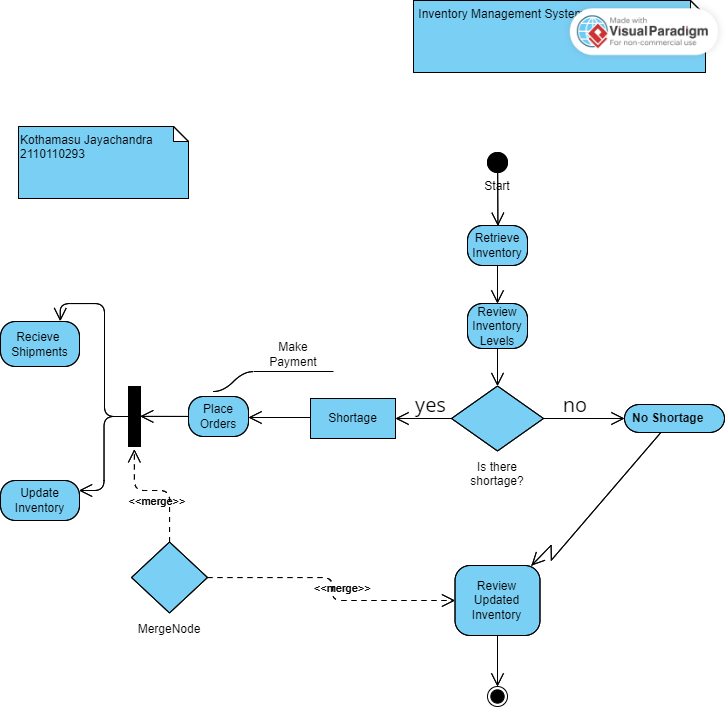 Inventory Management System
Made with
VisualParadigm
For non-commercial use
Kothamasu Jayachandra
2110110293
Start
Retrieve
Inventory
Review
Inventory
Levels
Recieve
Shipments
Make
Payment
Place
Orders
Shortage
yes
no
No Shortage
Is there
shortage?
Update
Inventory
<<merge>>
<<merge>>
MergeNode
Review
Updated
Inventory